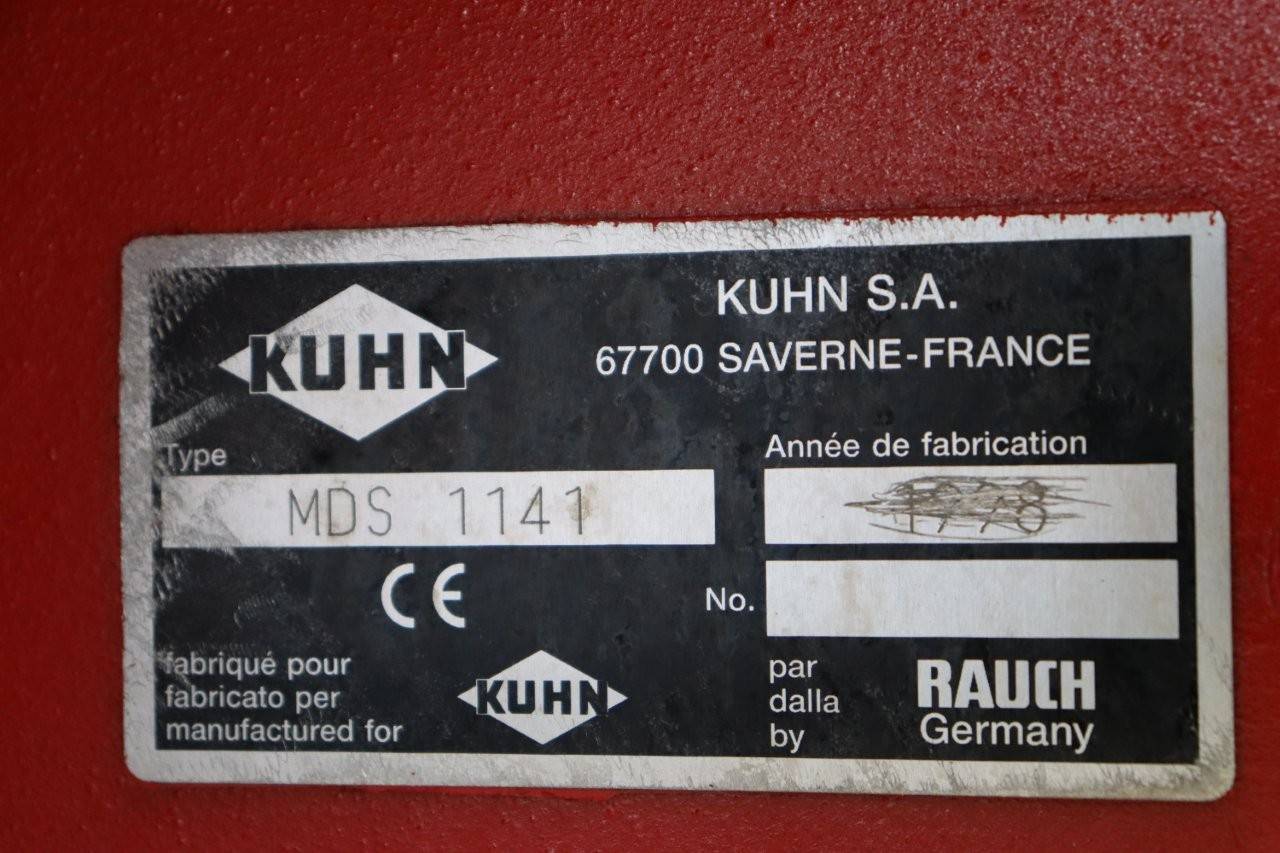 KUHN
KUHN S.A.
67700 SAVERNE-FRANCE
Type
MDS 1141
Année de fabrication
CE
No.
fabriqué pour
fabricato per
manufactured for
KUHN
par
dalla
by
RAUCH
Germany